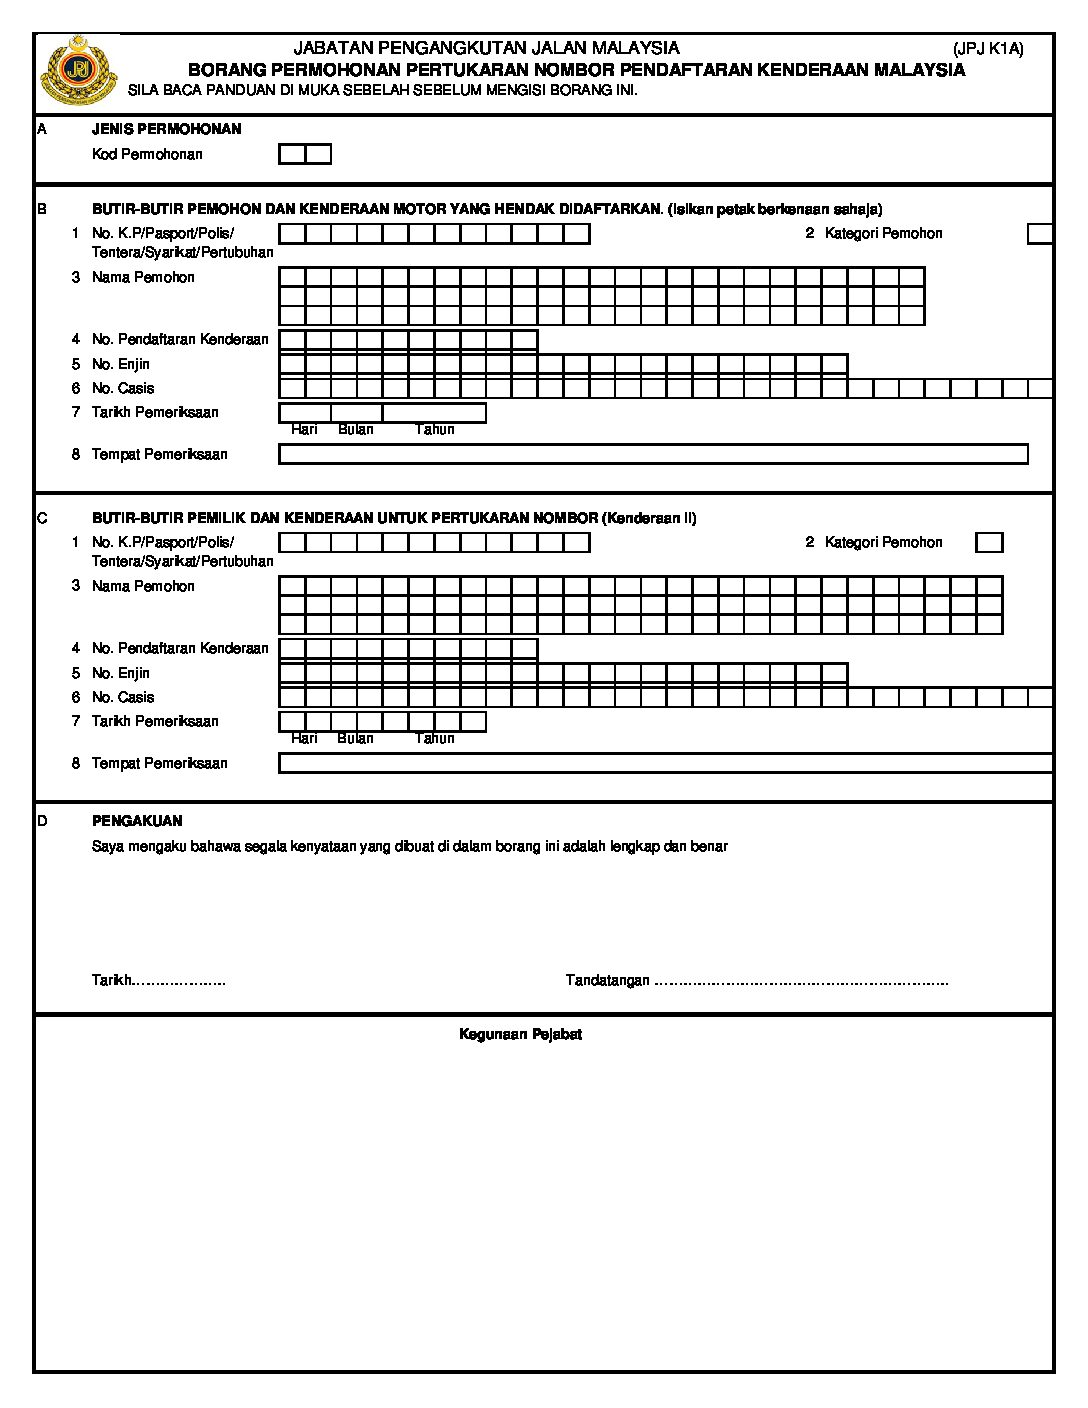 JABATAN PENGANGKUTAN JALAN MALAYSIA (JPJ K1A)
BORANG PERMOHONAN PERTUKARAN NOMBOR PENDAFTARAN KENDERAAN MALAYSIA
SILA BACA PANDUAN DI MUKA SEBELAH SEBELUM MENGISI BORANG INI.
JPJ
A JENIS PERMOHONAN
Kod Permohonan
B BUTIR-BUTIR PEMOHON DAN KENDERAAN MOTOR YANG HENDAK DIDAFTARKAN. (Isikan petak berkenaan sahaja)
1 No. K.P/Pasport/Polis/ 2 Kategori Pemohon
Tentera/Syarikat/Pertubuhan
3 Nama Pemohon
4 No. Pendaftaran Kenderaan
5 No. Enjin
6 No. Casis
7 Tarikh Pemeriksaan
Hari Bulan Tahun
8 Tempat Pemeriksaan
C BUTIR-BUTIR PEMILIK DAN KENDERAAN UNTUK PERTUKARAN NOMBOR (Kenderaan II)
1 No. K.P/Pasport/Polis/ 2 Kategori Pemohon
Tentera/Syarikat/Pertubuhan
3 Nama Pemohon
4 No. Pendaftaran Kenderaan
5 No. Enjin
6 No. Casis
7 Tarikh Pemeriksaan
Hari Bulan Tahun
8 Tempat Pemeriksaan
D PENGAKUAN
Saya mengaku bahawa segala kenyataan yang dibuat di dalam borang ini adalah lengkap dan benar
Tarikh.................... Tandatangan ..............................................................
Kegunaan Pejabat